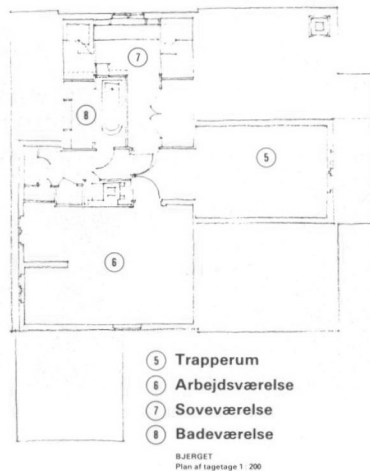 7
8
5
6
5 Trapperum
6 Arbejdsværelse
7 Soveværelse
8 Badeværelse
BJERGET
Plan af tagetage 1 : 200